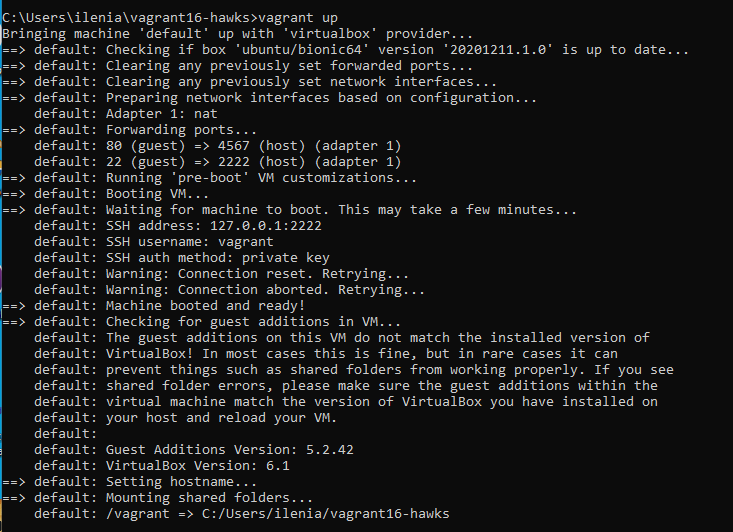 C:\Users\ilenia\vagrant16-hawks>vagrant up
Bringing machine 'default' up with 'virtualbox' provider...
==> default: Checking if box 'ubuntu/bionic64' version '20201211.1.0' is up to date...
==> default: Clearing any previously set forwarded ports...
==> default: Clearing any previously set network interfaces...
==> default: Preparing network interfaces based on configuration...
    default: Adapter 1: nat
==> default: Forwarding ports...
    default: 80 (guest) => 4567 (host) (adapter 1)
    default: 22 (guest) => 2222 (host) (adapter 1)
==> default: Running 'pre-boot' VM customizations...
==> default: Booting VM...
==> default: Waiting for machine to boot. This may take a few minutes...
    default: SSH address: 127.0.0.1:2222
    default: SSH username: vagrant
    default: SSH auth method: private key
    default: Warning: Connection reset. Retrying...
    default: Warning: Connection aborted. Retrying...
==> default: Machine booted and ready!
==> default: Checking for guest additions in VM...
    default: The guest additions on this VM do not match the installed version of
    default: VirtualBox! In most cases this is fine, but in rare cases it can
    default: prevent things such as shared folders from working properly. If you see
    default: shared folder errors, please make sure the guest additions within the
    default: virtual machine match the version of VirtualBox you have installed on
    default: your host and reload your VM.
    default:
    default: Guest Additions Version: 5.2.42
    default: VirtualBox Version: 6.1
==> default: Setting hostname...
==> default: Mounting shared folders...
    default: /vagrant => C:/Users/ilenia/vagrant16-hawks